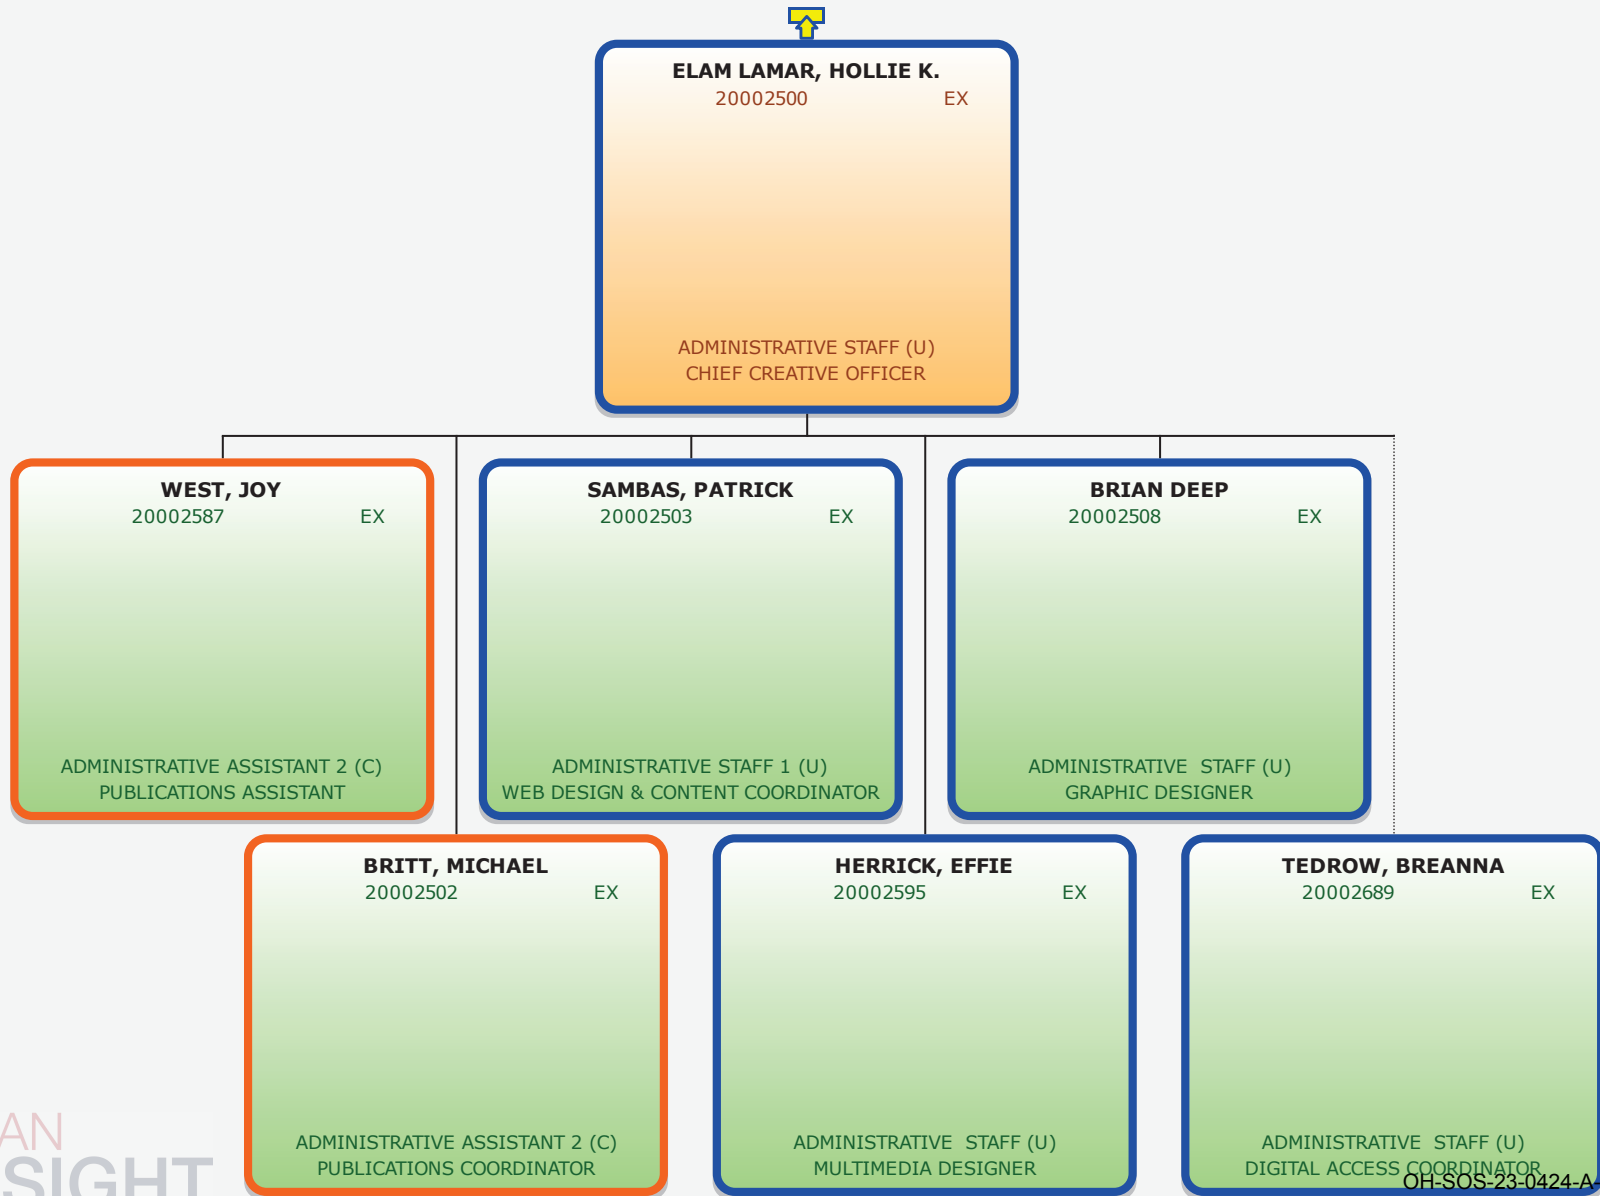 ELAM LAMAR, HOLLIE K.
20002500 EX
ADMINISTRATIVE STAFF (U)
CHIEF CREATIVE OFFICER
WEST, JOY
20002587 EX
ADMINISTRATIVE ASSISTANT 2 (C)
PUBLICATIONS ASSISTANT
SAMBAS, PATRICK
20002503 EX
ADMINISTRATIVE STAFF 1 (U)
WEB DESIGN & CONTENT COORDINATOR
BRIAN DEEP
20002508 EX
ADMINISTRATIVE STAFF (U)
GRAPHIC DESIGNER
BRITT, MICHAEL
20002502 EX
ADMINISTRATIVE ASSISTANT 2 (C)
PUBLICATIONS COORDINATOR
HERRICK, EFFIE
20002595 EX
ADMINISTRATIVE STAFF (U)
MULTIMEDIA DESIGNER
TEDROW, BREANNA
20002689 EX
ADMINISTRATIVE STAFF (U)
DIGITAL ACCESS COORDINATOR
AN
SIGHT
OH-SOS-23-0424-A-